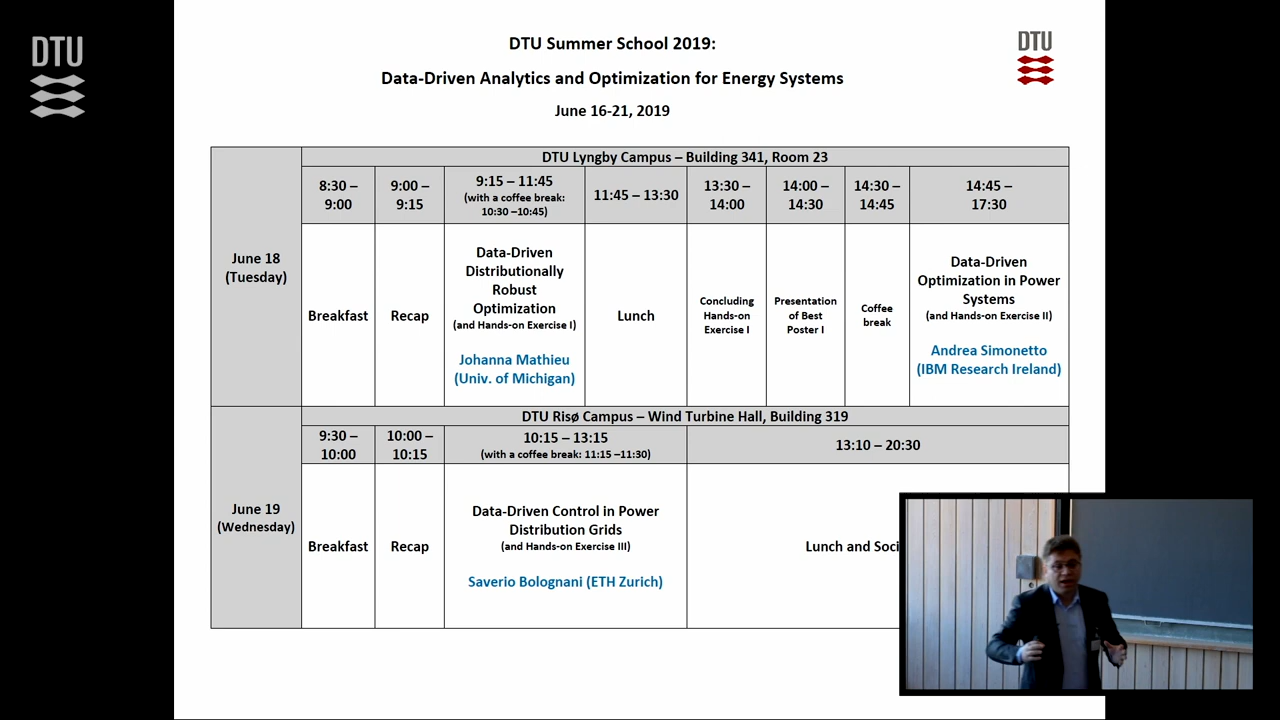 DTU
DTU Summer School 2019:
DTU
Data-Driven Analytics and Optimization for Energy Systems
June 16-21, 2019
DTU Lyngby Campus – Building 341, Room 23
8:30 –
9:00
9:00 –
9:15
9:15 – 11:45
(with a coffee break:
10:30 –10:45)
11:45 – 13:30
13:30 –
14:00
14:00 –
14:30
14:30 –
14:45
14:45 –
17:30
June 18
(Tuesday)
Breakfast
Recap
Data-Driven
Distributionally
Robust
Optimization
(and Hands-on Exercise I)
Johanna Mathieu
(Univ. of Michigan)
Lunch
Concluding
Hands-on
Exercise I
Presentation
of Best
Poster I
Coffee
break
Data-Driven
Optimization in Power
Systems
(and Hands-on Exercise II)
Andrea Simonetto
(IBM Research Ireland)
DTU Risø Campus – Wind Turbine Hall, Building 319
9:30 –
10:00
10:00 –
10:15
10:15 – 13:15
(with a coffee break: 11:15 –11:30)
13:10 – 20:30
June 19
(Wednesday)
Breakfast
Recap
Data-Driven Control in Power
Distribution Grids
(and Hands-on Exercise III)
Saverio Bolognani (ETH Zurich)
Lunch and Soci